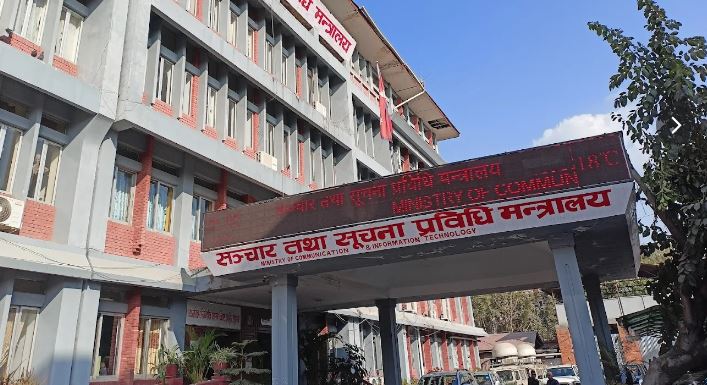 मन्त्रालय
सञ्चार तथा सूचना प्रविधि मन्त्रालय
18°C
MINISTRY OF COMMUN
सञ्चार तथा सूचना प्रविधि मन्त्रालय
MINISTRY OF COMMUNICATION & INFORMATION TECHNOLOGY